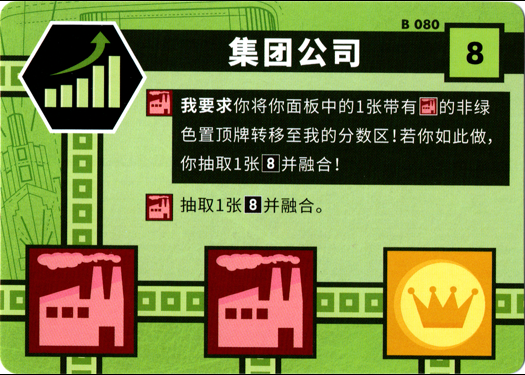 B 080
集团公司
8
我要求你将你面板中的1张带有的非绿
色置顶牌转移至我的分数区！若你如此做，
你抽取1张8并融合！
抽取1张8并融合。